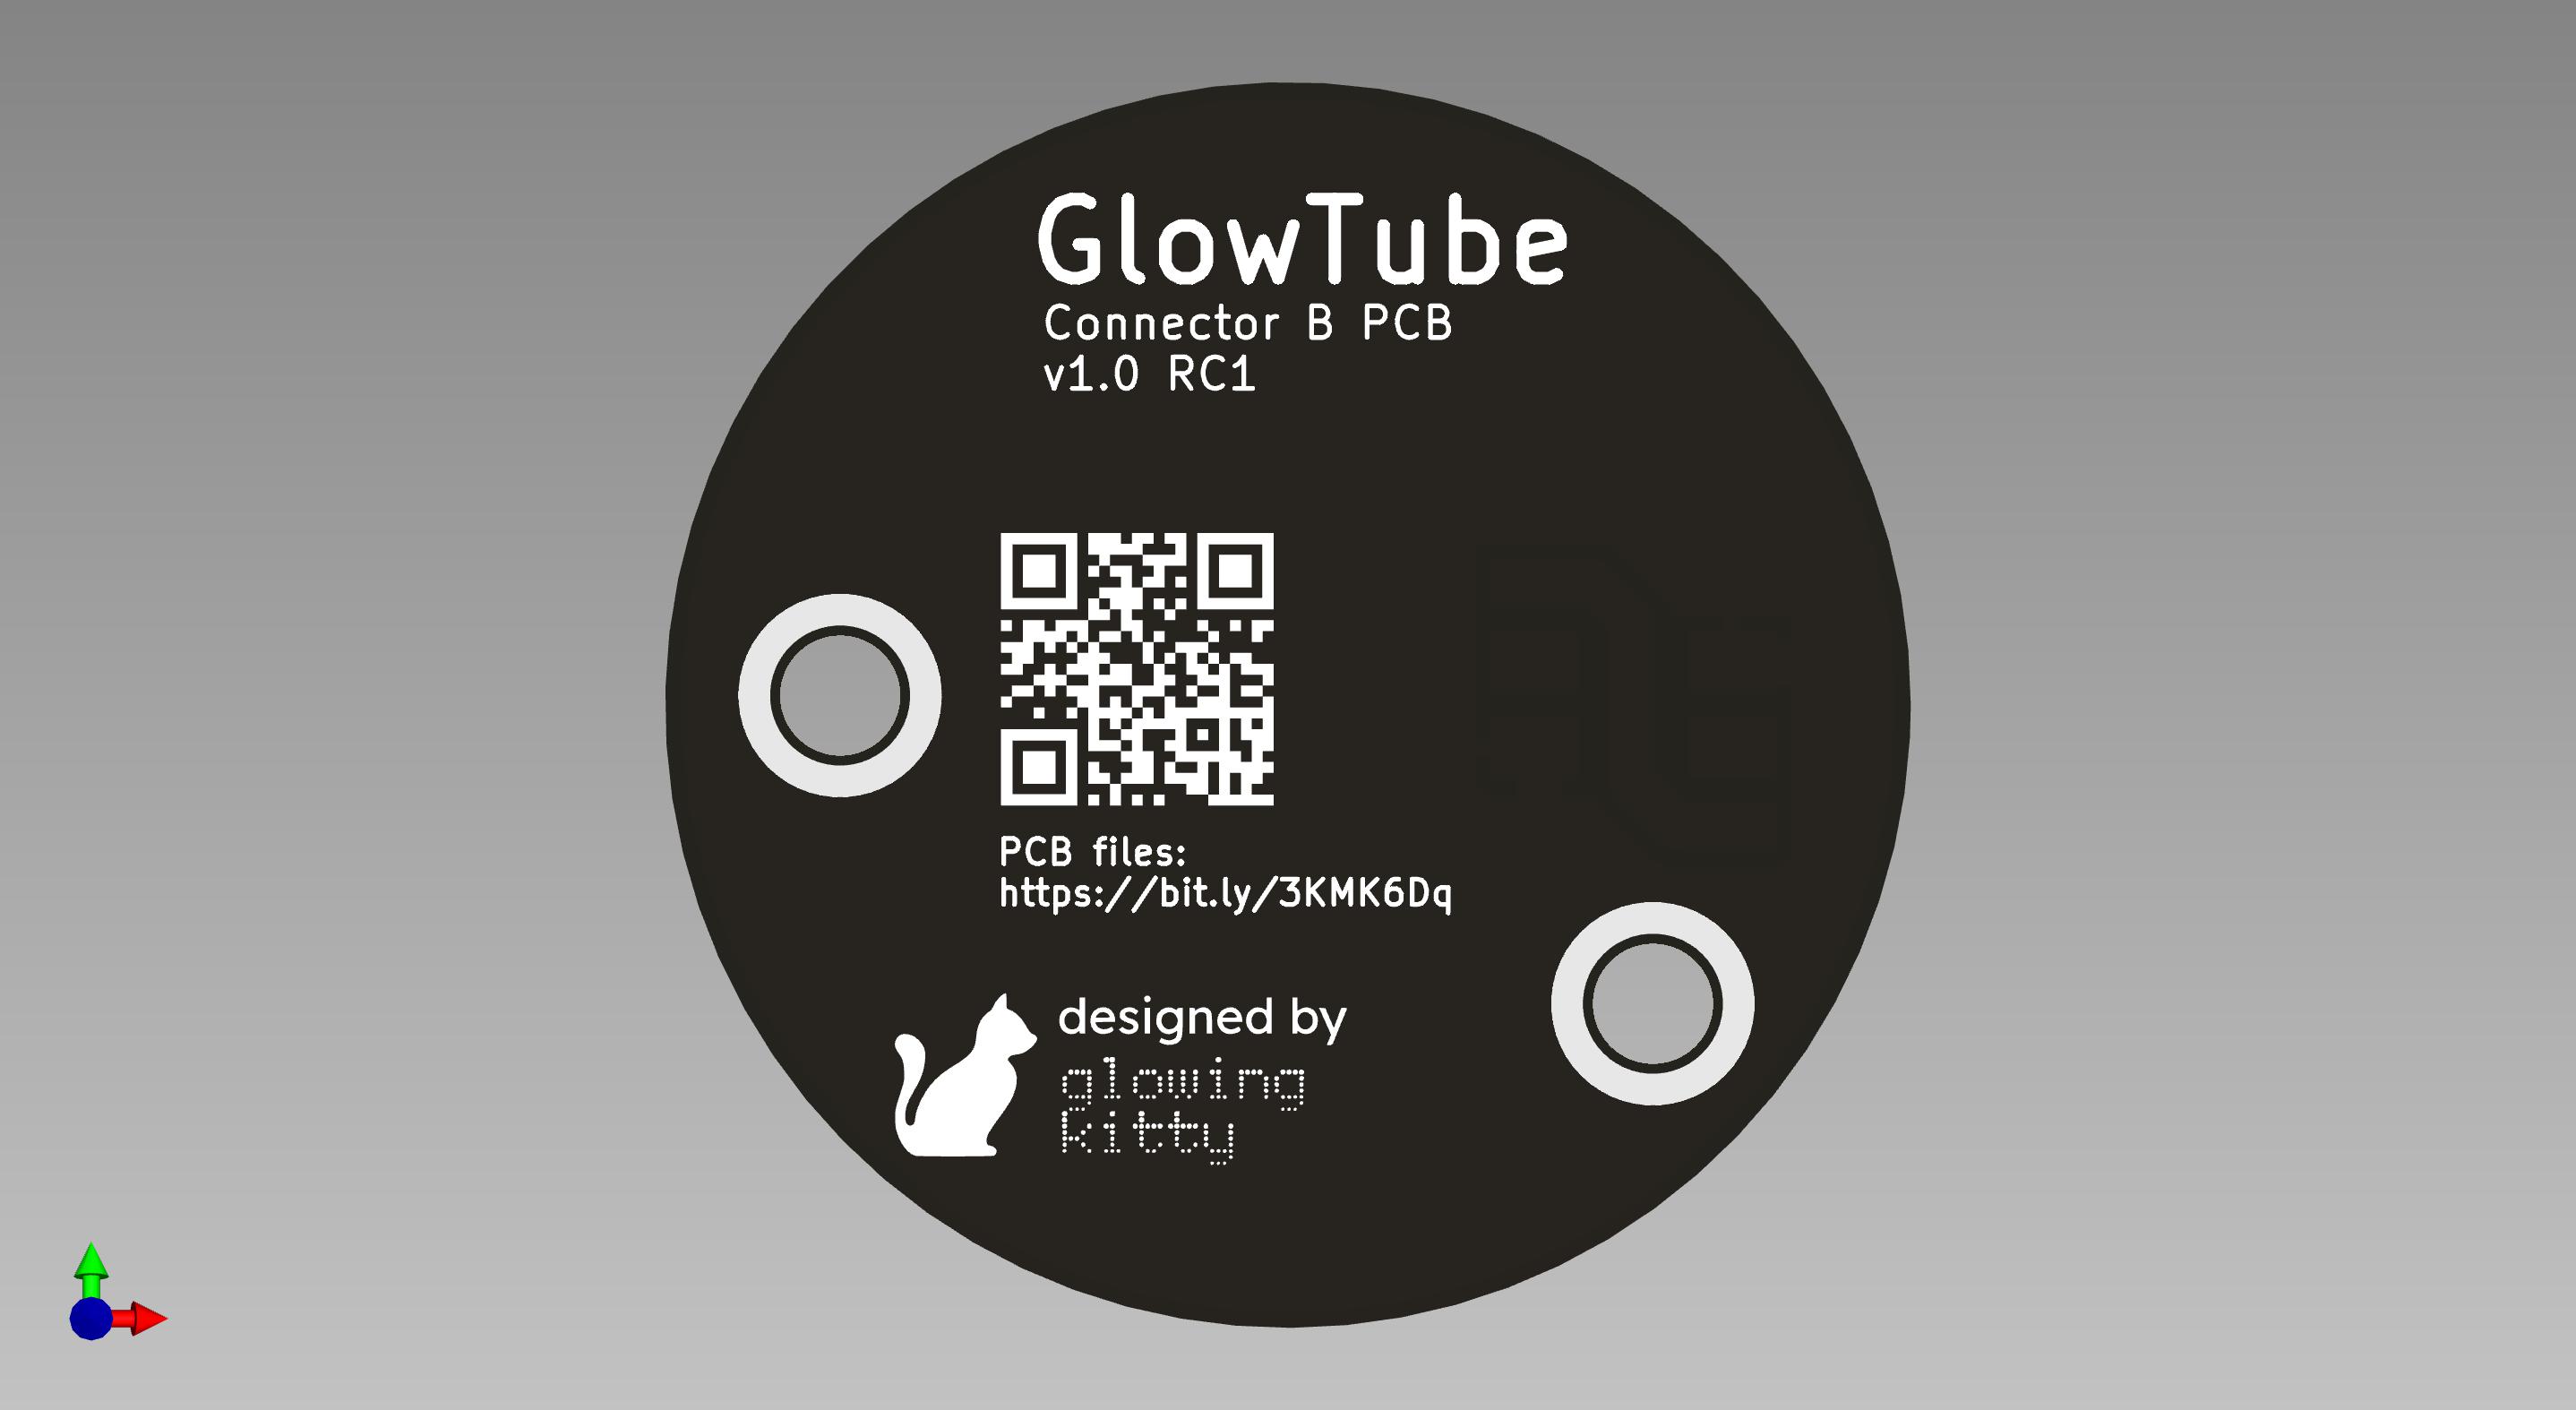 GlowTube
Connector B PCB
v1.0 RC1
PCB files:
https://bit.ly/3KMK6Dq
designed by
glowing
kitty